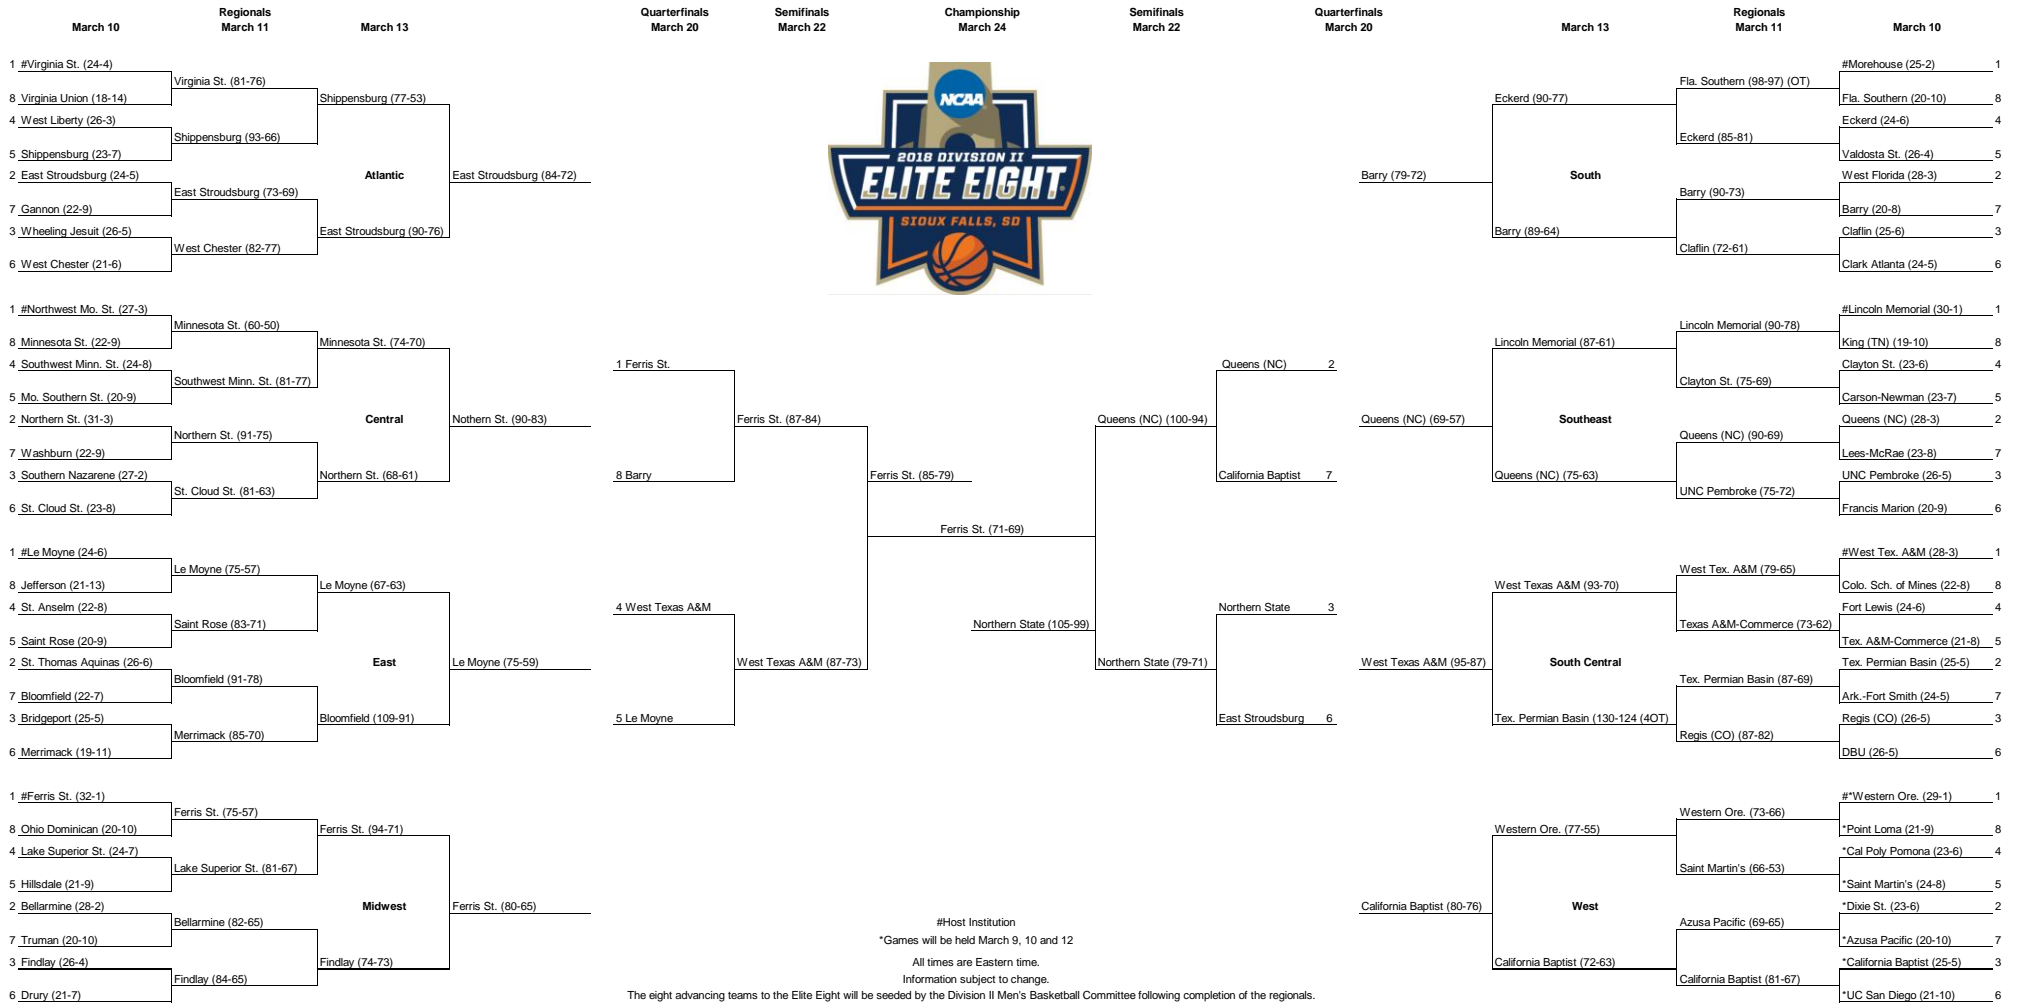 Regionals
Quarterfinals Semifinals Championship Semifinals Quarterfinals
Regionals
March 10 March 11 March 13 March 20 March 22 March 24 March 22 March 20 March 13 March 11 March 10
1 #Virginia St. (24-4)
Virginia St. (81-76)
8 Virginia Union (18-14)
Shippensburg (77-53)
4 West Liberty (26-3)
Shippensburg (93-66)
5 Shippensburg (23-7)
Atlantic
East Stroudsburg (84-72)
2 East Stroudsburg (24-5)
East Stroudsburg (73-69)
7 Gannon (22-9)
East Stroudsburg (90-76)
3 Wheeling Jesuit (26-5)
West Chester (82-77)
6 West Chester (21-6)
1 #Northwest Mo. St. (27-3)
Minnesota St. (60-50)
8 Minnesota St. (22-9)
Minnesota St. (74-70)
4 Southwest Minn. St. (24-8)
Southwest Minn. St. (81-77)
5 Mo. Southern St. (20-9)
Central
Nothern St. (90-83)
2 Northern St. (31-3)
Northern St. (91-75)
7 Washburn (22-9)
Northern St. (68-61)
3 Southern Nazarene (27-2)
St. Cloud St. (81-63)
6 St. Cloud St. (23-8)
1 #Le Moyne (24-6)
Le Moyne (75-57)
8 Jefferson (21-13)
Le Moyne (67-63)
4 St. Anselm (22-8)
Saint Rose (83-71)
5 Saint Rose (20-9)
East
Le Moyne (75-59)
2 St. Thomas Aquinas (26-6)
Bloomfield (91-78)
7 Bloomfield (22-7)
Bloomfield (109-91)
3 Bridgeport (25-5)
Merrimack (85-70)
6 Merrimack (19-11)
1 #Ferris St. (32-1)
Ferris St. (75-57)
8 Ohio Dominican (20-10)
Ferris St. (94-71)
4 Lake Superior St. (24-7)
Lake Superior St. (81-67)
5 Hillsdale (21-9)
Midwest
Ferris St. (80-65)
2 Bellarmine (28-2)
Bellarmine (82-65)
7 Truman (20-10)
Findlay (74-73)
3 Findlay (26-4)
Findlay (84-65)
6 Drury (21-7)
NCAA
2018 DIVISION II
ELITE EIGHT
SIOUX FALLS, SD
1 Ferris St.
Ferris St. (87-84)
8 Barry
Ferris St. (85-79)
Ferris St. (71-69)
4 West Texas A&M
Northern State (105-99)
West Texas A&M (87-73)
5 Le Moyne
Queens (NC) 2
Queens (NC) (100-94)
California Baptist 7
Northern State 3
Northern State (79-71)
East Stroudsburg 6
#Host Institution
*Games will be held March 9, 10 and 12
All times are Eastern time.
Information subject to change.
The eight advancing teams to the Elite Eight will be seeded by the Division II Men's Basketball Committee following completion of the regionals.
#Morehouse (25-2) 1
Fla. Southern (98-97) (OT)
Fla. Southern (20-10) 8
Eckerd (90-77)
Eckerd (24-6) 4
Eckerd (85-81)
Valdosta St. (26-4) 5
Barry (79-72)
South
West Florida (28-3) 2
Barry (90-73)
Barry (20-8) 7
Barry (89-64)
Claflin (25-6) 3
Claflin (72-61)
Clark Atlanta (24-5) 6
#Lincoln Memorial (30-1) 1
Lincoln Memorial (90-78)
King (TN) (19-10) 8
Lincoln Memorial (87-61)
Clayton St. (23-6) 4
Clayton St. (75-69)
Carson-Newman (23-7) 5
Queens (NC) (69-57)
Southeast
Queens (NC) (28-3) 2
Queens (NC) (90-69)
Lees-McRae (23-8) 7
Queens (NC) (75-63)
UNC Pembroke (26-5) 3
UNC Pembroke (75-72)
Francis Marion (20-9) 6
#West Tex. A&M (28-3) 1
West Tex. A&M (79-65)
Colo. Sch. of Mines (22-8) 8
West Texas A&M (93-70)
Fort Lewis (24-6) 4
Texas A&M-Commerce (73-62)
Tex. A&M-Commerce (21-8) 5
West Texas A&M (95-87)
South Central
Tex. Permian Basin (25-5) 2
Tex. Permian Basin (87-69)
Ark.-Fort Smith (24-5) 7
Tex. Permian Basin (130-124 (4OT)
Regis (CO) (26-5) 3
Regis (CO) (87-82)
DBU (26-5) 6
#*Western Ore. (29-1) 1
Western Ore. (73-66)
*Point Loma (21-9) 8
Western Ore. (77-55)
*Cal Poly Pomona (23-6) 4
Saint Martin's (66-53)
*Saint Martin's (24-8) 5
California Baptist (80-76)
West
*Dixie St. (23-6) 2
Azusa Pacific (69-65)
*Azusa Pacific (20-10) 7
California Baptist (72-63)
*California Baptist (25-5) 3
California Baptist (81-67)
*UC San Diego (21-10) 6